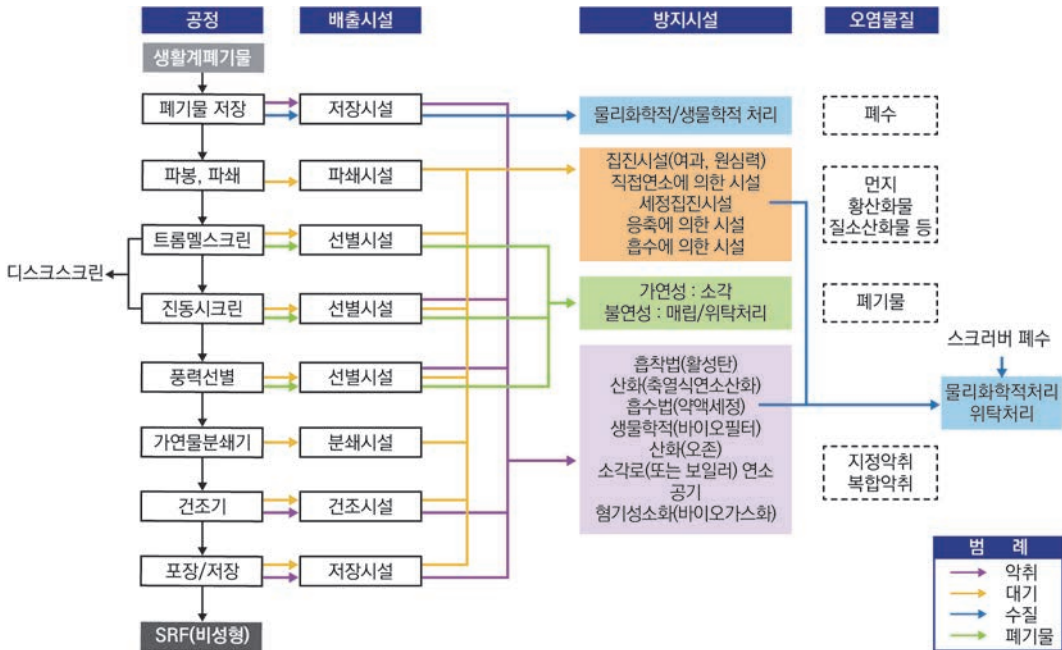 공정
배출시설
방지시설
오염물질
생활계폐기물
폐기물 저장
저장시설
물리화학적/생물학적 처리
폐수
파봉, 파쇄
파쇄시설
집진시설(여과, 원심력)
직접연소에 의한 시설
세정집진시설
응축에 의한 시설
흡수에 의한 시설
먼지
황산화물
질소산화물 등
트롬멜스크린
선별시설
디스크스크린
진동시크린
선별시설
가연성 : 소각
불연성 : 매립/위탁처리
폐기물
풍력선별
선별시설
흡착법(활성탄)
산화(축열식연소산화)
흡수법(약액세정)
생물학적(바이오필터)
산화(오존)
소각로(또는 보일러) 연소
공기
혐기성소화(바이오가스화)
스크러버 폐수
물리화학적처리
위탁처리
가연물분쇄기
분쇄시설
지정악취
복합악취
건조기
건조시설
포장/저장
저장시설
SRF(비성형)
범 례
악취
대기
수질
폐기물